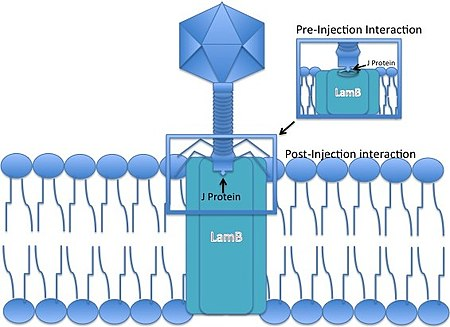 Pre-Injection Interaction
J Protein
LamB
Post-Injection interaction
J Protein
LamB